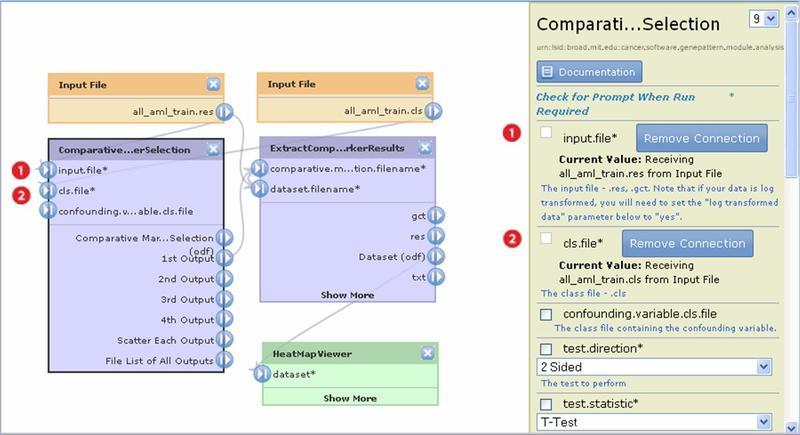 Input File
all_aml_train.res
Input File
all_aml_train.cls
Comparative...erSelection
1
input.file*
2
cls.file*
confounding.v...able.cls.file
Comparative Mar...Selection
(odf)
1st Output
2nd Output
3rd Output
4th Output
Scatter Each Output
File List of All Outputs
ExtractComp...rkerResults
comparative.m...tion.filename*
dataset.filename*
gct
res
Dataset (odf)
txt
Show More
HeatMapViewer
dataset*
Show More
Comparati...Selection
9
urn:lsid:broad.mit.edu:cancer.software.genepattern.module.analysis
Documentation
Check for Prompt When Run *
Required
1
input.file*
Remove Connection
Current Value: Receiving
all_aml_train.res from Input File
The input file - .res, .gct. Note that if your data is log
transformed, you will need to set the "log transformed
data" parameter below to "yes".
2
cls.file*
Remove Connection
Current Value: Receiving
all_aml_train.cls from Input File
The class file - .cls
confounding.variable.cls.file
The class file containing the confounding variable.
test.direction*
2 Sided
The test to perform
test.statistic*
T-Test